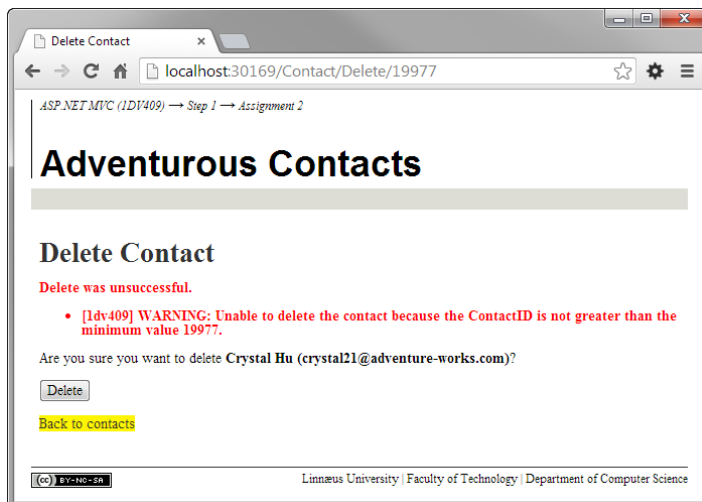 Delete Contact
localhost:30169/Contact/Delete/19977
ASP.NET MVC (1DV409) → Step 1 → Assignment 2
Adventurous Contacts
Delete Contact
Delete was unsuccessful.
• [1dv409] WARNING: Unable to delete the contact because the ContactID is not greater than the
minimum value 19977.
Are you sure you want to delete Crystal Hu (crystal21@adventure-works.com)?
Delete
Back to contacts
(cc) BY-NC-SA Linnæus University | Faculty of Technology | Department of Computer Science